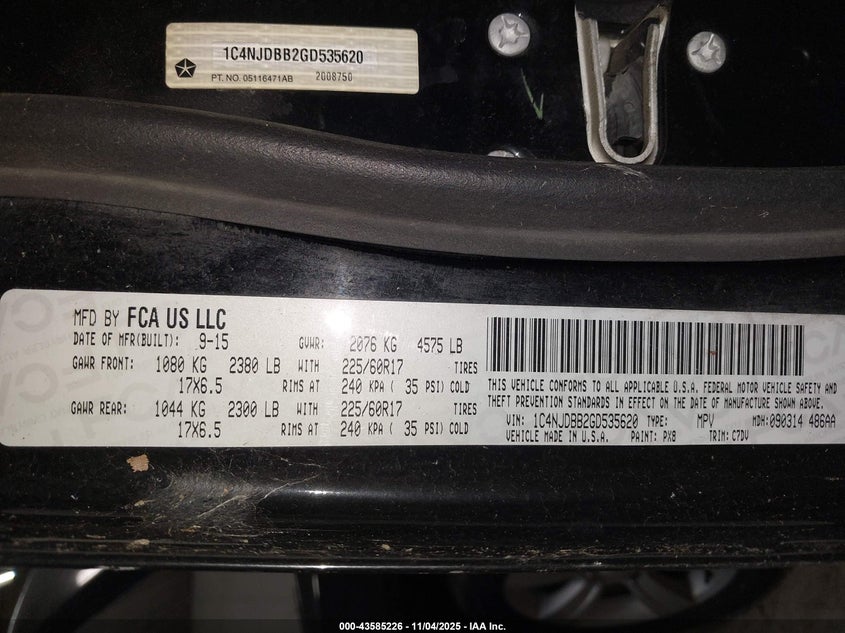 1C4NJDBB2GD535620
PT. NO. 05116471AB 2008750
MFD BY FCA US LLC
DATE OF MFR(BUILT): 9-15 GVWR: 2076 KG 4575 LB
GAWR FRONT: 1080 KG 2380 LB WITH 225/60R17 TIRES
17X6.5 RIMS AT 240 KPA ( 35 PSI) COLD
GAWR REAR: 1044 KG 2300 LB WITH 225/60R17 TIRES
17X6.5 RIMS AT 240 KPA ( 35 PSI) COLD
THIS VEHICLE CONFORMS TO ALL APPLICABLE U.S.A. FEDERAL MOTOR VEHICLE SAFETY AND
THEFT PREVENTION STANDARDS IN EFFECT ON THE DATE OF MANUFACTURE SHOWN ABOVE.
VIN: 1C4NJDBB2GD535620 TYPE: MPV MDH:090314 486AA
VEHICLE MADE IN U.S.A. PAINT: PX8 TRIM: C7DV
000-43585226 - 11/04/2025 - IAA Inc.